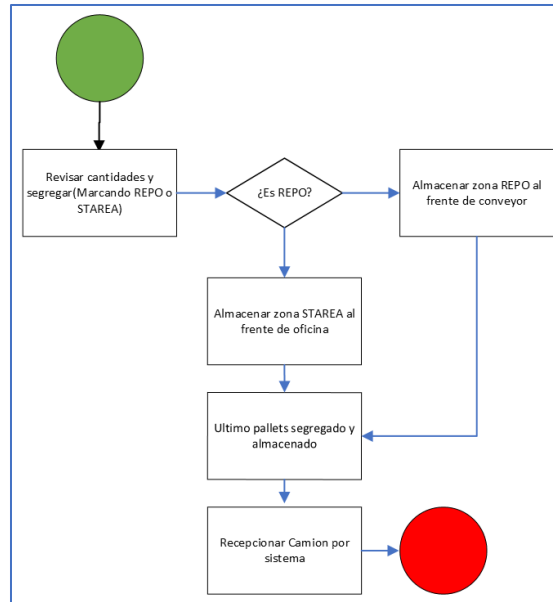 Revisar cantidades y
segregar(Marcando REPO o
STAREA)
¿Es REPO?
Almacenar zona REPO al
frente de conveyor
Almacenar zona STAREA al
frente de oficina
Ultimo pallets segregado y
almacenado
Recepcionar Camion por
sistema